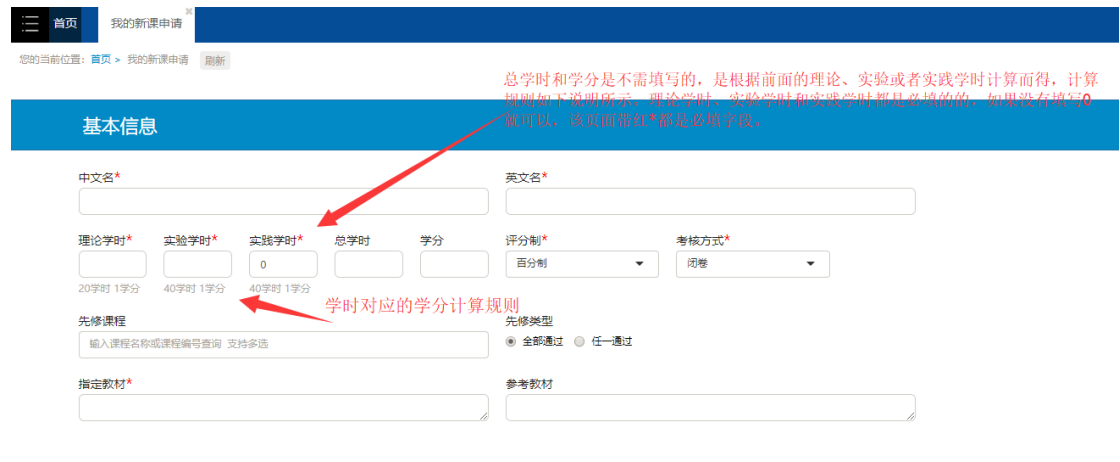 首页
我的新课申请
您的当前位置: 首页 > 我的新课申请 刷新
总学时和学分是不需填写的，是根据前面的理论、实验或者实践学时计算而得，计算
规则如下说明所示。理论学时、实验学时和实践学时都是必填的的，如果没有填写0
就可以，该页面带红*都是必填字段。
基本信息
中文名*
英文名*
理论学时* 实验学时* 实践学时* 总学时 学分 评分制* 考核方式*
0 百分制 闭卷
20学时 1学分 40学时 1学分 40学时 1学分
学时对应的学分计算规则
先修课程 先修类型
输入课程名称或课程编号查询 支持多选 全部通过 任一通过
指定教材* 参考教材